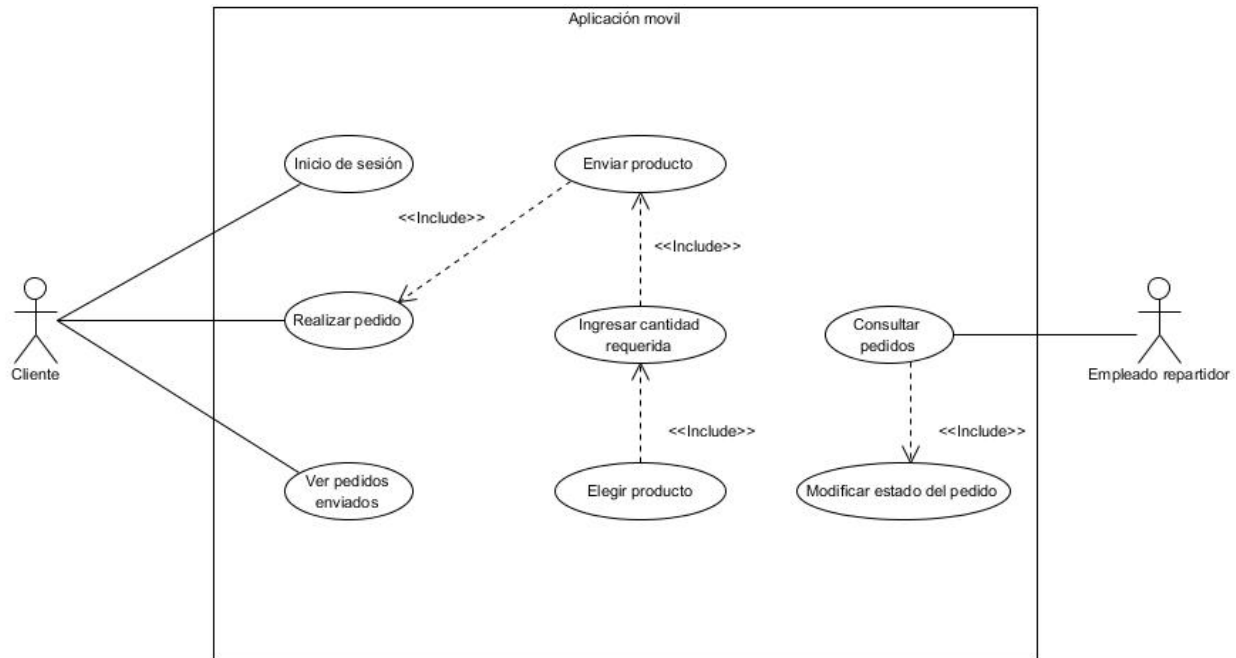 Aplicación movil
Inicio de sesión
Enviar producto
<<Include>>
<<Include>>
Realizar pedido
Ingresar cantidad
requerida
Consultar
pedidos
Cliente
Empleado repartidor
<<Include>>
<<Include>>
Ver pedidos
enviados
Elegir producto
Modificar estado del pedido